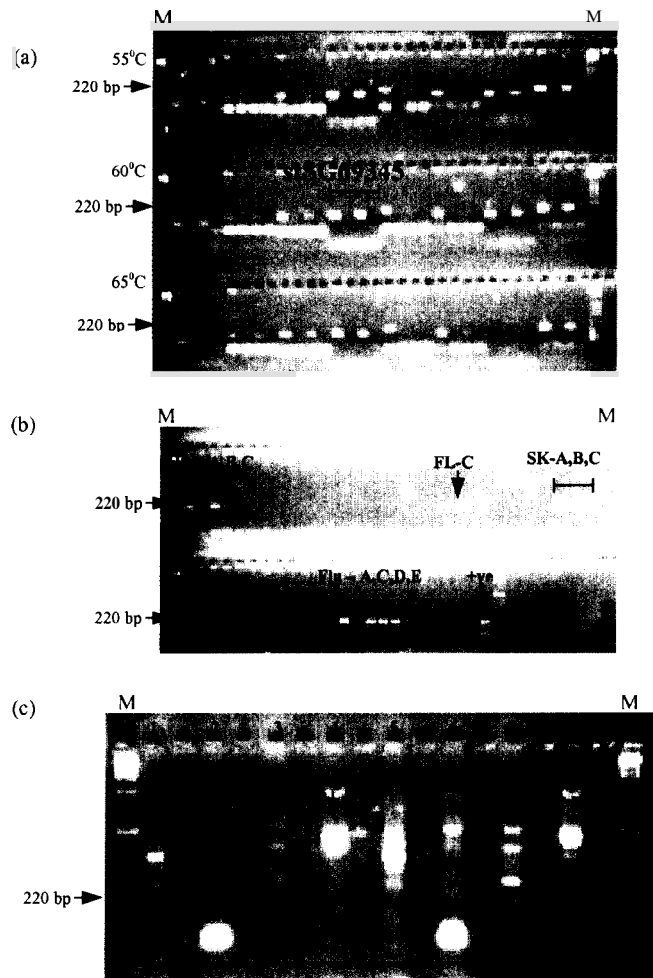 M M
(a)
55°C
220 bp
60°C
220 bp
65°C
220 bp
M M
(b)
FL-C SK-A,B,C
220 bp
Flu – A,C,D,E +ve
220 bp
(c)
M M
220 bp